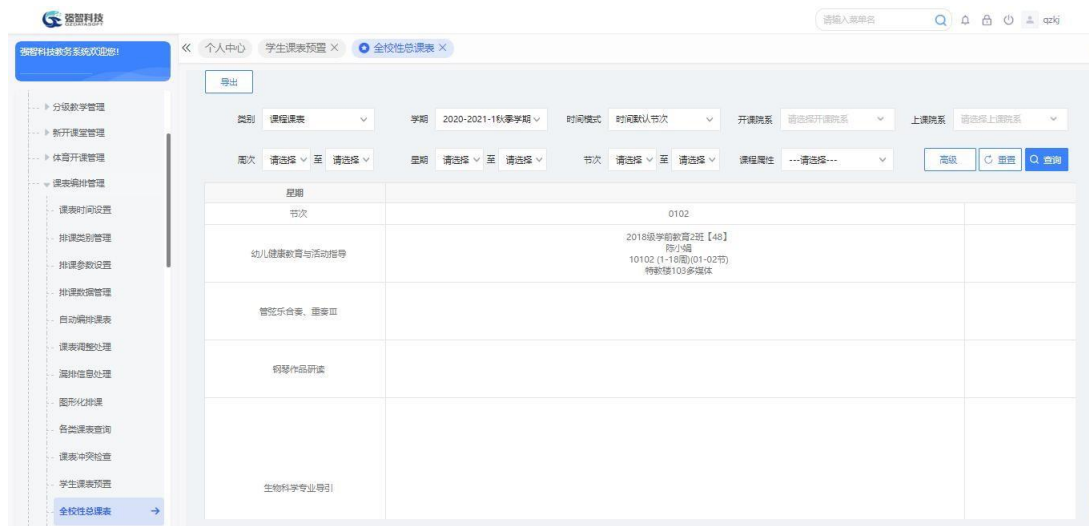 强智科技
QZDATASOFT
请输入菜单名
qzkj
强智科技教务系统欢迎您!
个人中心 学生课表预置 全校性总课表
导出
分级教学管理
新开课堂管理
体育开课管理
课表编排管理
课表时间设置
排课类别管理
排课参数设置
排课数据管理
自动编排课表
课表调整处理
漏排信息处理
图形化排课
各类课表查询
课表冲突检查
学生课表预置
全校性总课表
类别 课程课表 学期 2020-2021-1秋季学期 时间模式 时间默认节次 开课院系 请选择开课院系 上课院系 请选择上课院系
周次 请选择 至 请选择 星期 请选择 至 请选择 节次 请选择 至 请选择 课程属性 ---请选择--- 高级 重置 查询
星期
节次 0102
幼儿健康教育与活动指导
2018级学前教育2班【48】
陈小娟
10102 (1-18周)(01-02节)
特教楼103多媒体
管弦乐合奏、重奏III
钢琴作品研读
生物科学专业导引